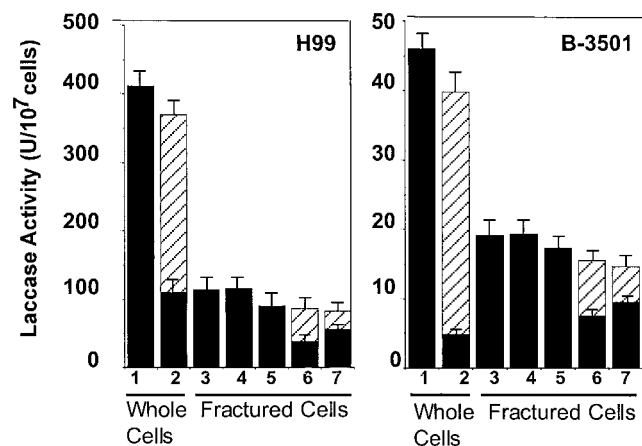 Laccase Activity (U/10⁷ cells)
H99
500
400
300
200
100
0
1 2 3 4 5 6 7
Whole Cells
Fractured Cells
B-3501
50
40
30
20
10
0
1 2 3 4 5 6 7
Whole Cells
Fractured Cells